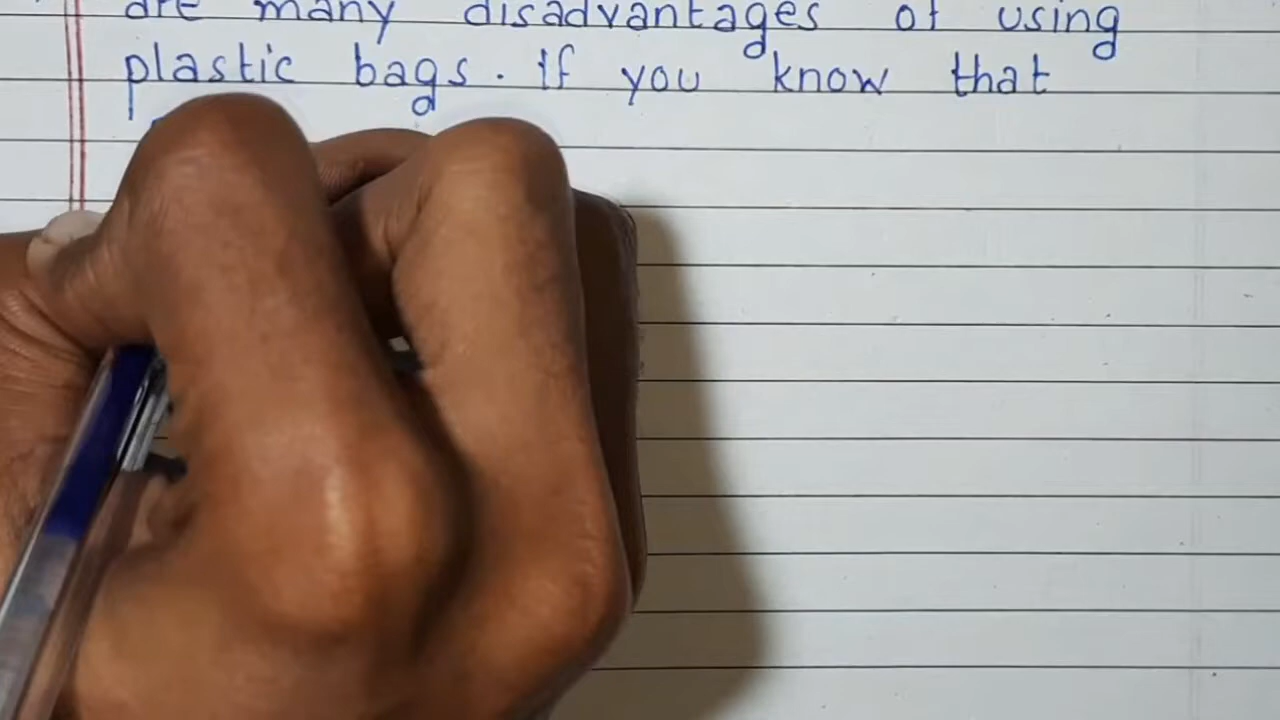 are many disadvantages of using
plastic bags. if you know that